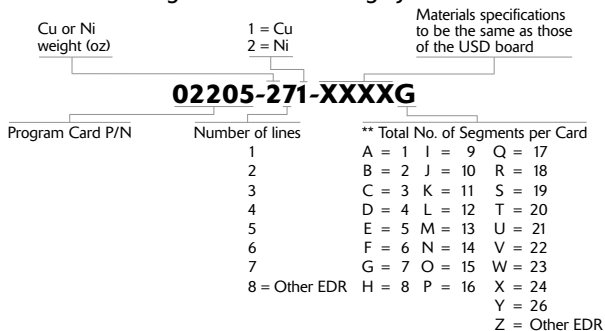 Cu or Ni
weight (oz)
1 = Cu
2 = Ni
Materials specifications
to be the same as those
of the USD board
02205-271-XXXXG
Program Card P/N
Number of lines
1
2
3
4
5
6
7
8 = Other EDR
** Total No. of Segments per Card
A = 1 I = 9 Q = 17
B = 2 J = 10 R = 18
C = 3 K = 11 S = 19
D = 4 L = 12 T = 20
E = 5 M = 13 U = 21
F = 6 N = 14 V = 22
G = 7 O = 15 W = 23
H = 8 P = 16 X = 24
Y = 26
Z = Other EDR